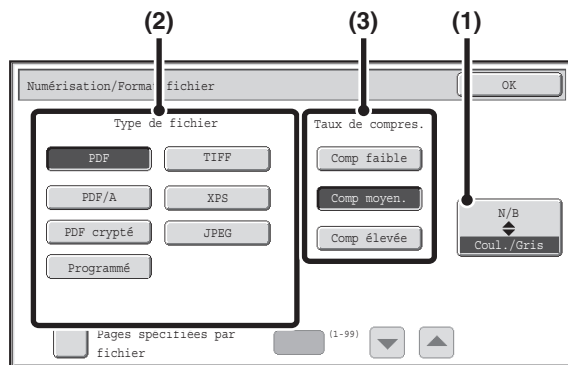 (2) (3) (1)
Numérisation/Format fichier OK
Type de fichier Taux de compres.
PDF TIFF Comp faible
PDF/A XPS Comp moyen.
N/B
PDF crypté JPEG Comp élevée
Coul./Gris
Programmé
Pages spécifiées par (1-99)
fichier